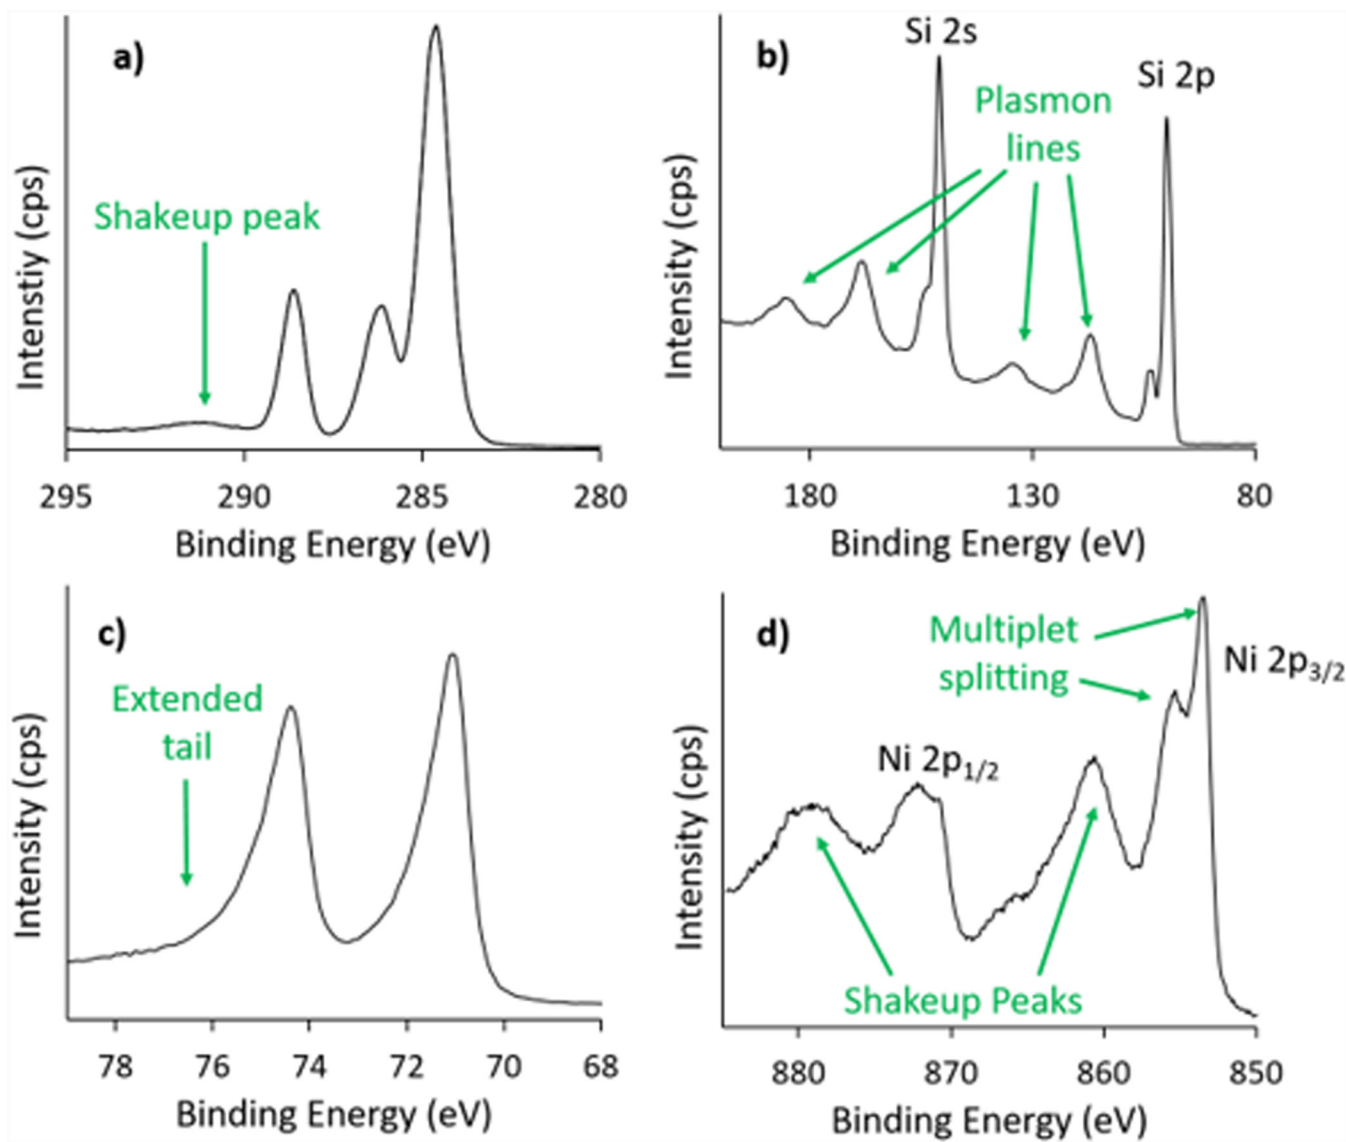 a)
Shakeup peak
Intenstiy (cps)
295 290 285 280
Binding Energy (eV)
b)
Si 2s
Si 2p
Plasmon
lines
Intensity (cps)
180 130 80
Binding Energy (eV)
c)
Extended
tail
Intensity (cps)
78 76 74 72 70 68
Binding Energy (eV)
d)
Multiplet
splitting
Ni 2p3/2
Ni 2p1/2
Shakeup Peaks
Intensity (cps)
880 870 860 850
Binding Energy (eV)